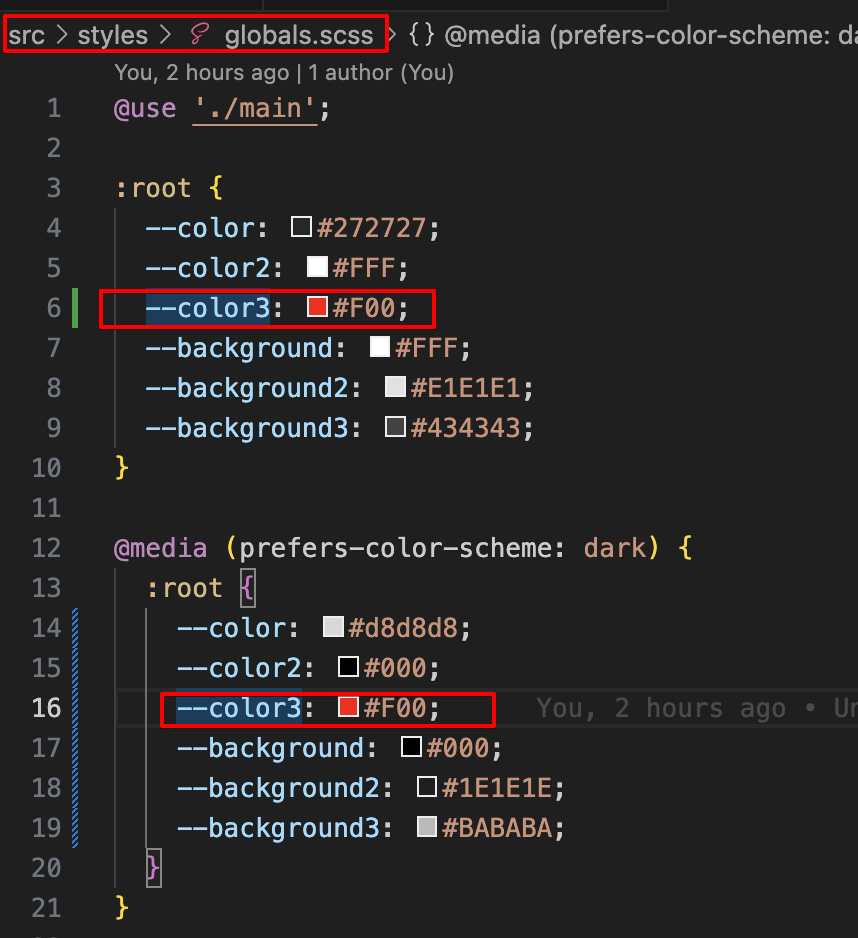 src > styles > globals.scss > {} @media (prefers-color-scheme: da
You, 2 hours ago | 1 author (You)
1 @use './main';
2
3 :root {
4 --color: #272727;
5 --color2: #FFF;
6 --color3: #F00;
7 --background: #FFF;
8 --background2: #E1E1E1;
9 --background3: #434343;
10 }
11
12 @media (prefers-color-scheme: dark) {
13 :root {
14 --color: #d8d8d8;
15 --color2: #000;
16 --color3: #F00; You, 2 hours ago • Un
17 --background: #000;
18 --background2: #1E1E1E;
19 --background3: #BABABA;
20 }
21 }